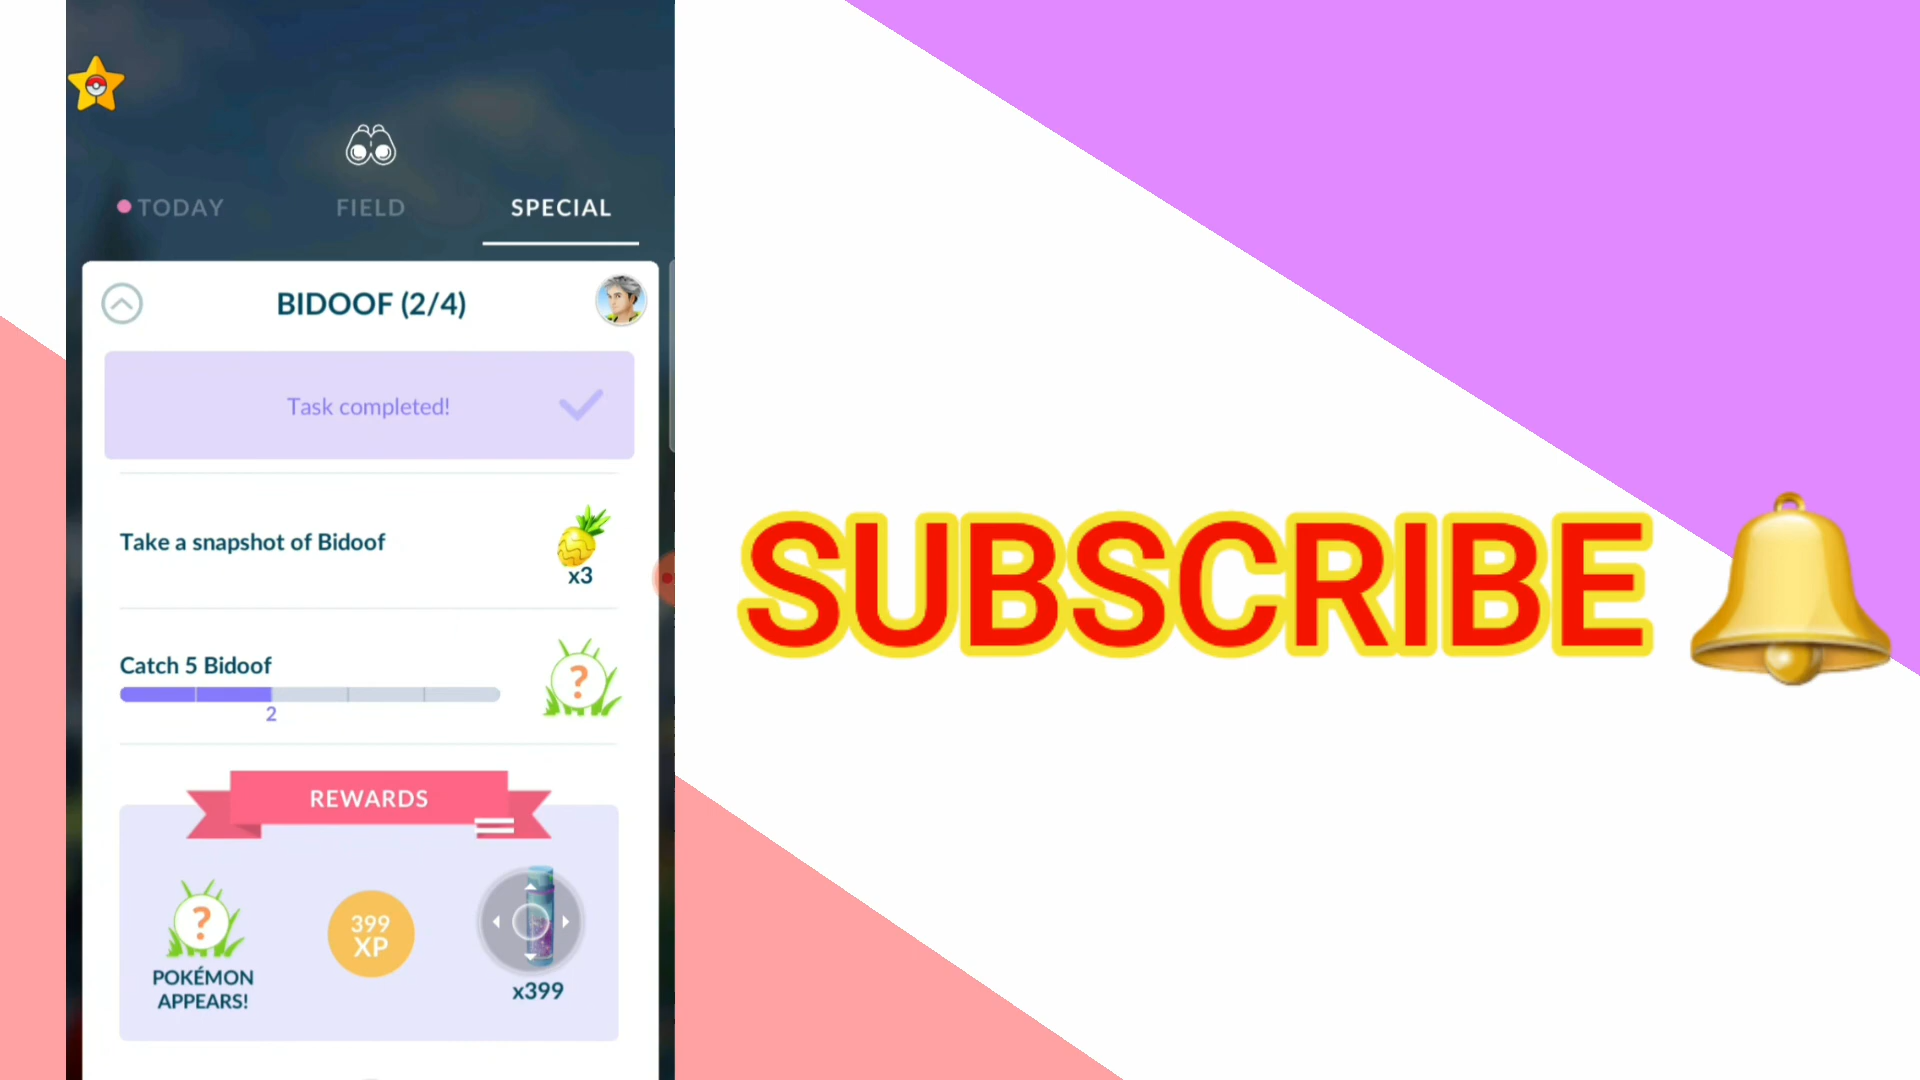 TODAY
FIELD
SPECIAL
BIDOOF (2/4)
Task completed!
Take a snapshot of Bidoof
x3
Catch 5 Bidoof
?
2
REWARDS
?
POKÉMON
APPEARS!
399
XP
x399
SUBSCRIBE